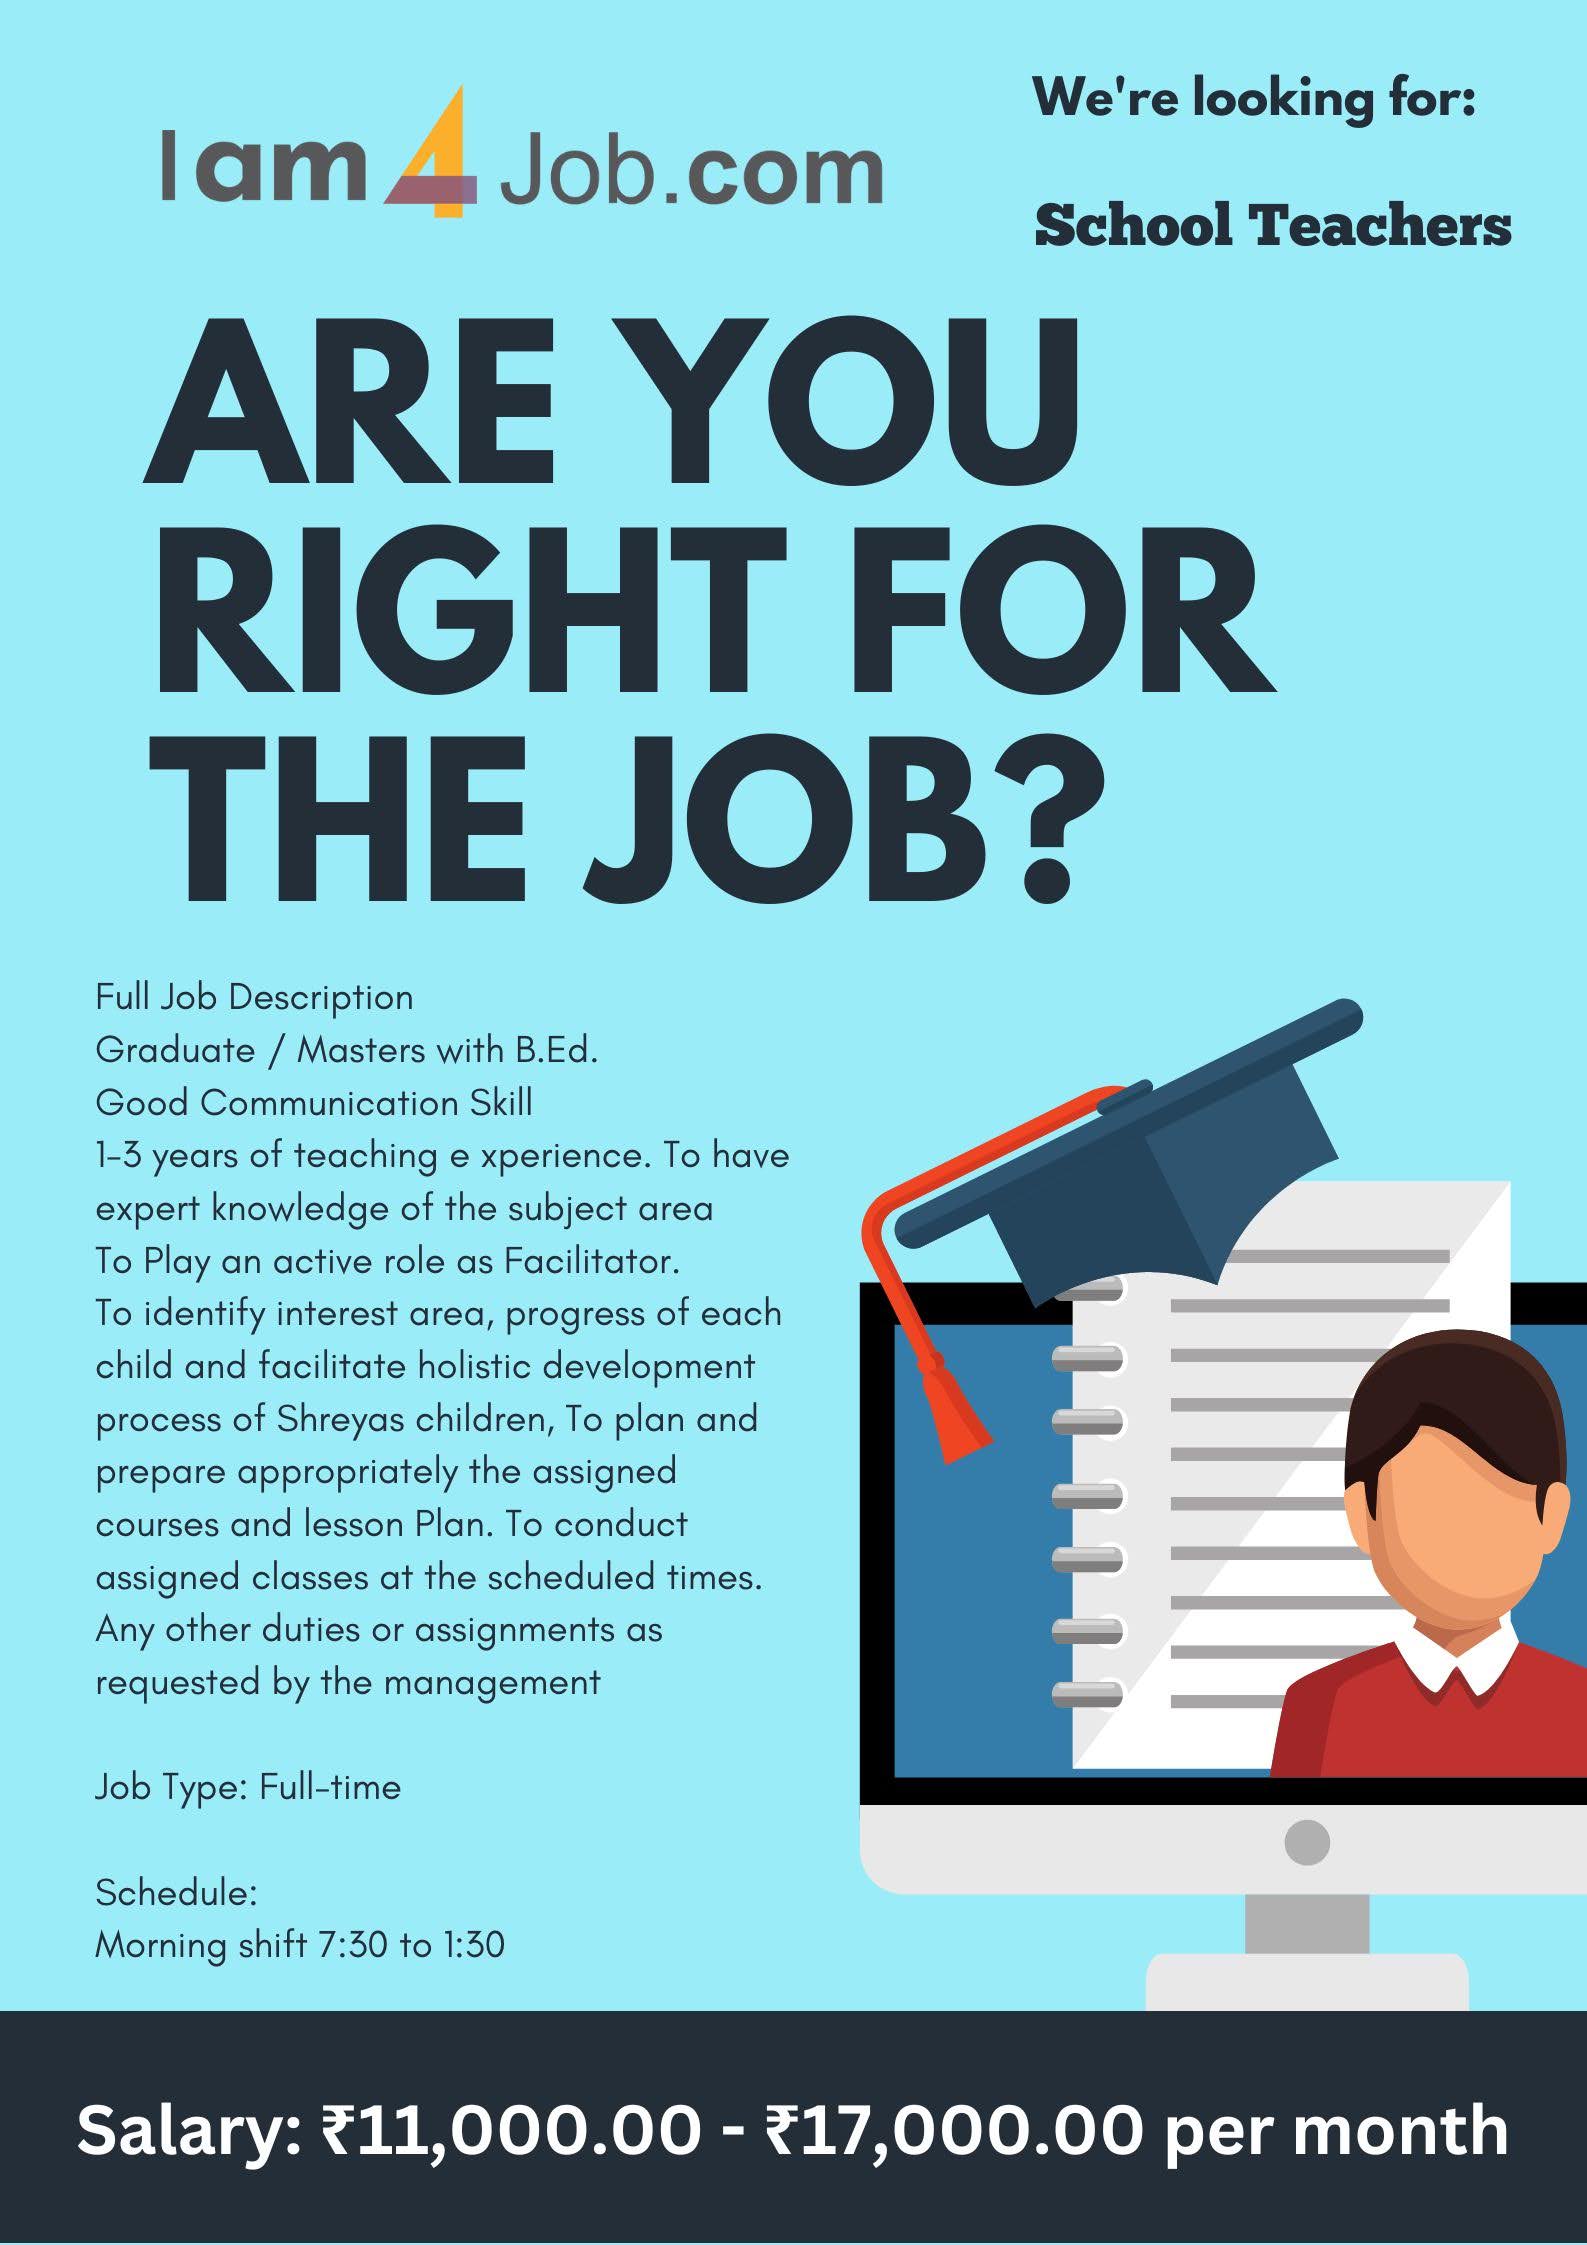 I am 4 Job.com
We're looking for:
School Teachers
ARE YOU
RIGHT FOR
THE JOB?
Full Job Description
Graduate / Masters with B.Ed.
Good Communication Skill
1-3 years of teaching e xperience. To have
expert knowledge of the subject area
To Play an active role as Facilitator.
To identify interest area, progress of each
child and facilitate holistic development
process of Shreyas children, To plan and
prepare appropriately the assigned
courses and lesson Plan. To conduct
assigned classes at the scheduled times.
Any other duties or assignments as
requested by the management
Job Type: Full-time
Schedule:
Morning shift 7:30 to 1:30
Salary: ₹11,000.00 - ₹17,000.00 per month